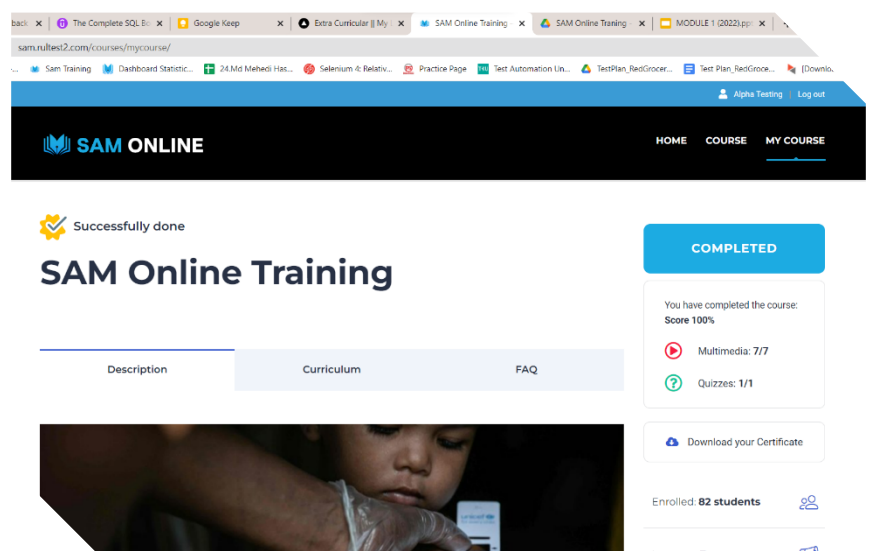 back
The Complete SQL Bo
Google Keep
Extra Curricular || My
SAM Online Training
SAM Online Traning
MODULE 1 (2022).pp
sam.rultest2.com/courses/mycourse/
Sam Training
Dashboard Statistic...
24.Md Mehedi Has...
Selenium 4: Relativ...
Practice Page
Test Automation Un...
TestPlan_RedGrocer...
Test Plan_RedGroce...
(Downlo.
Alpha Testing | Log out
SAM ONLINE
HOME COURSE MY COURSE
Successfully done
SAM Online Training
COMPLETED
You have completed the course:
Score 100%
Multimedia: 7/7
Quizzes: 1/1
Description Curriculum FAQ
Download your Certificate
unicef
Enrolled: 82 students